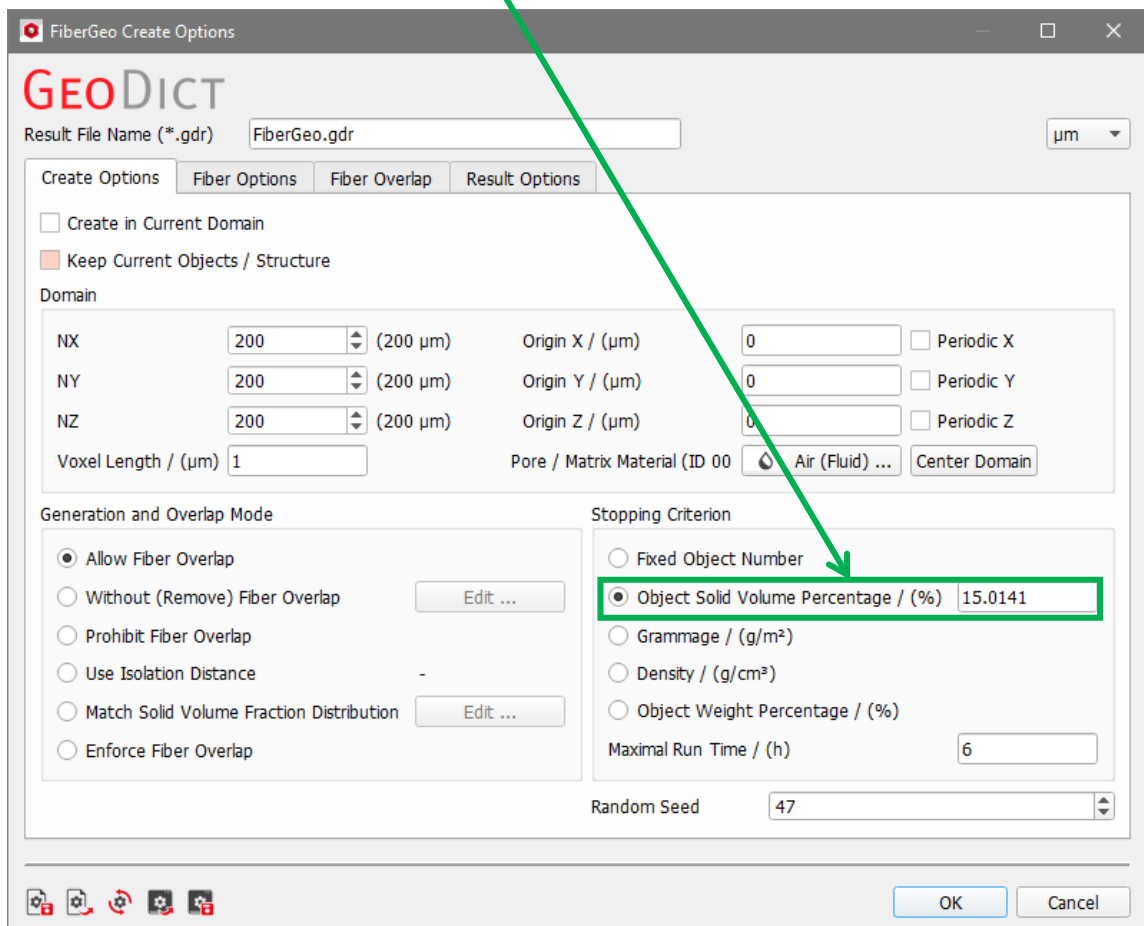 FiberGeo Create Options
GEODICT
Result File Name (*.gdr) FiberGeo.gdr µm
Create Options Fiber Options Fiber Overlap Result Options
Create in Current Domain
Keep Current Objects / Structure
Domain
NX 200 (200 µm) Origin X / (µm) 0 Periodic X
NY 200 (200 µm) Origin Y / (µm) 0 Periodic Y
NZ 200 (200 µm) Origin Z / (µm) 0 Periodic Z
Voxel Length / (µm) 1 Pore / Matrix Material (ID 00 Air (Fluid) ... Center Domain
Generation and Overlap Mode Stopping Criterion
Allow Fiber Overlap Fixed Object Number
Without (Remove) Fiber Overlap Edit ... Object Solid Volume Percentage / (%) 15.0141
Prohibit Fiber Overlap Grammage / (g/m²)
Use Isolation Distance - Density / (g/cm³)
Match Solid Volume Fraction Distribution Edit ... Object Weight Percentage / (%)
Enforce Fiber Overlap Maximal Run Time / (h) 6
Random Seed 47
OK Cancel